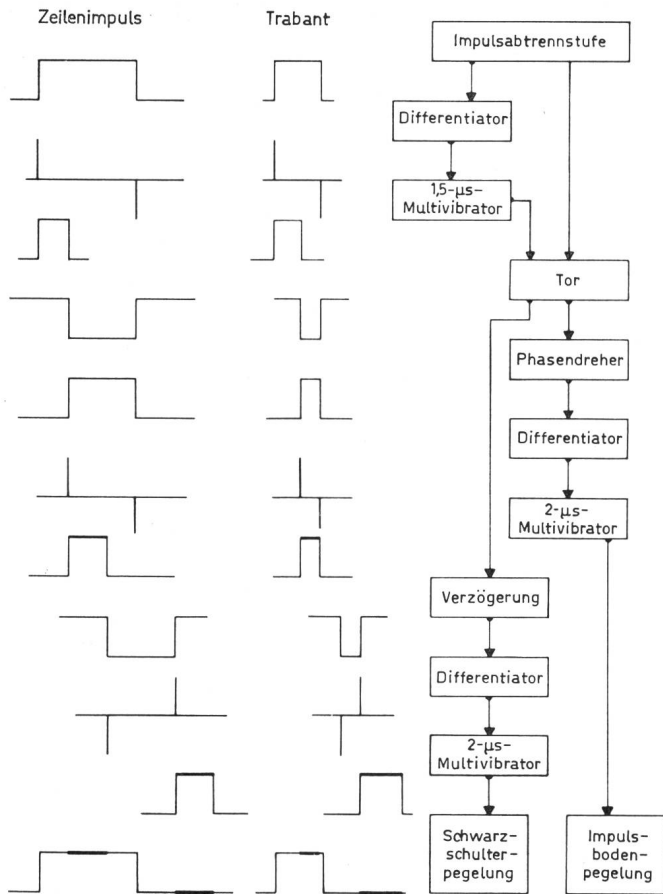 Zeilenimpuls
Trabant
Impulsabtrennstufe
Differentiator
1,5-µs-
Multivibrator
Tor
Phasendreher
Differentiator
2-µs-
Multivibrator
Verzögerung
Differentiator
2-µs-
Multivibrator
Schwarz-
schulter-
pegelung
Impuls-
boden-
pegelung